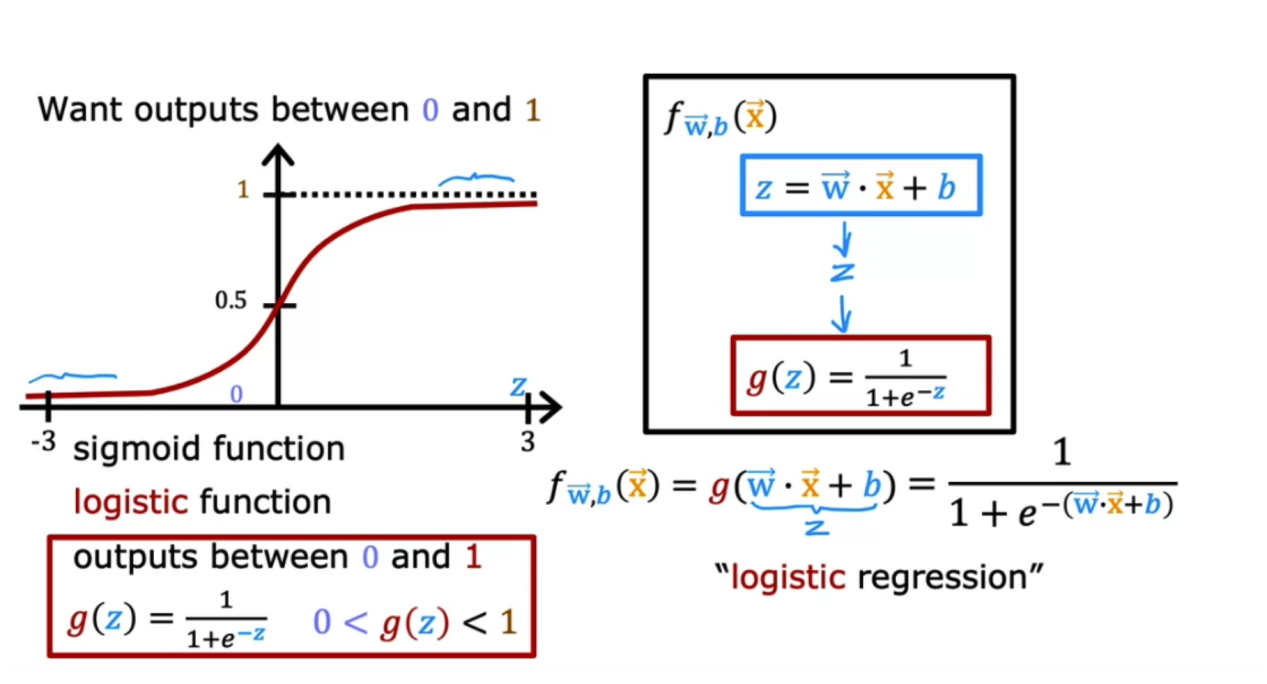 Want outputs between 0 and 1
1
0.5
0
z
-3
3
sigmoid function
logistic function
outputs between 0 and 1
g(z) = 1/(1+e⁻ᶻ)   0 < g(z) < 1
f_w⃗,b(x⃗)
z = w⃗ · x⃗ + b
↓
z
↓
g(z) = 1/(1+e⁻ᶻ)
f_w⃗,b(x⃗) = g(w⃗ · x⃗ + b) = 1/(1 + e^−(w⃗·x⃗+b))
z
“logistic regression”